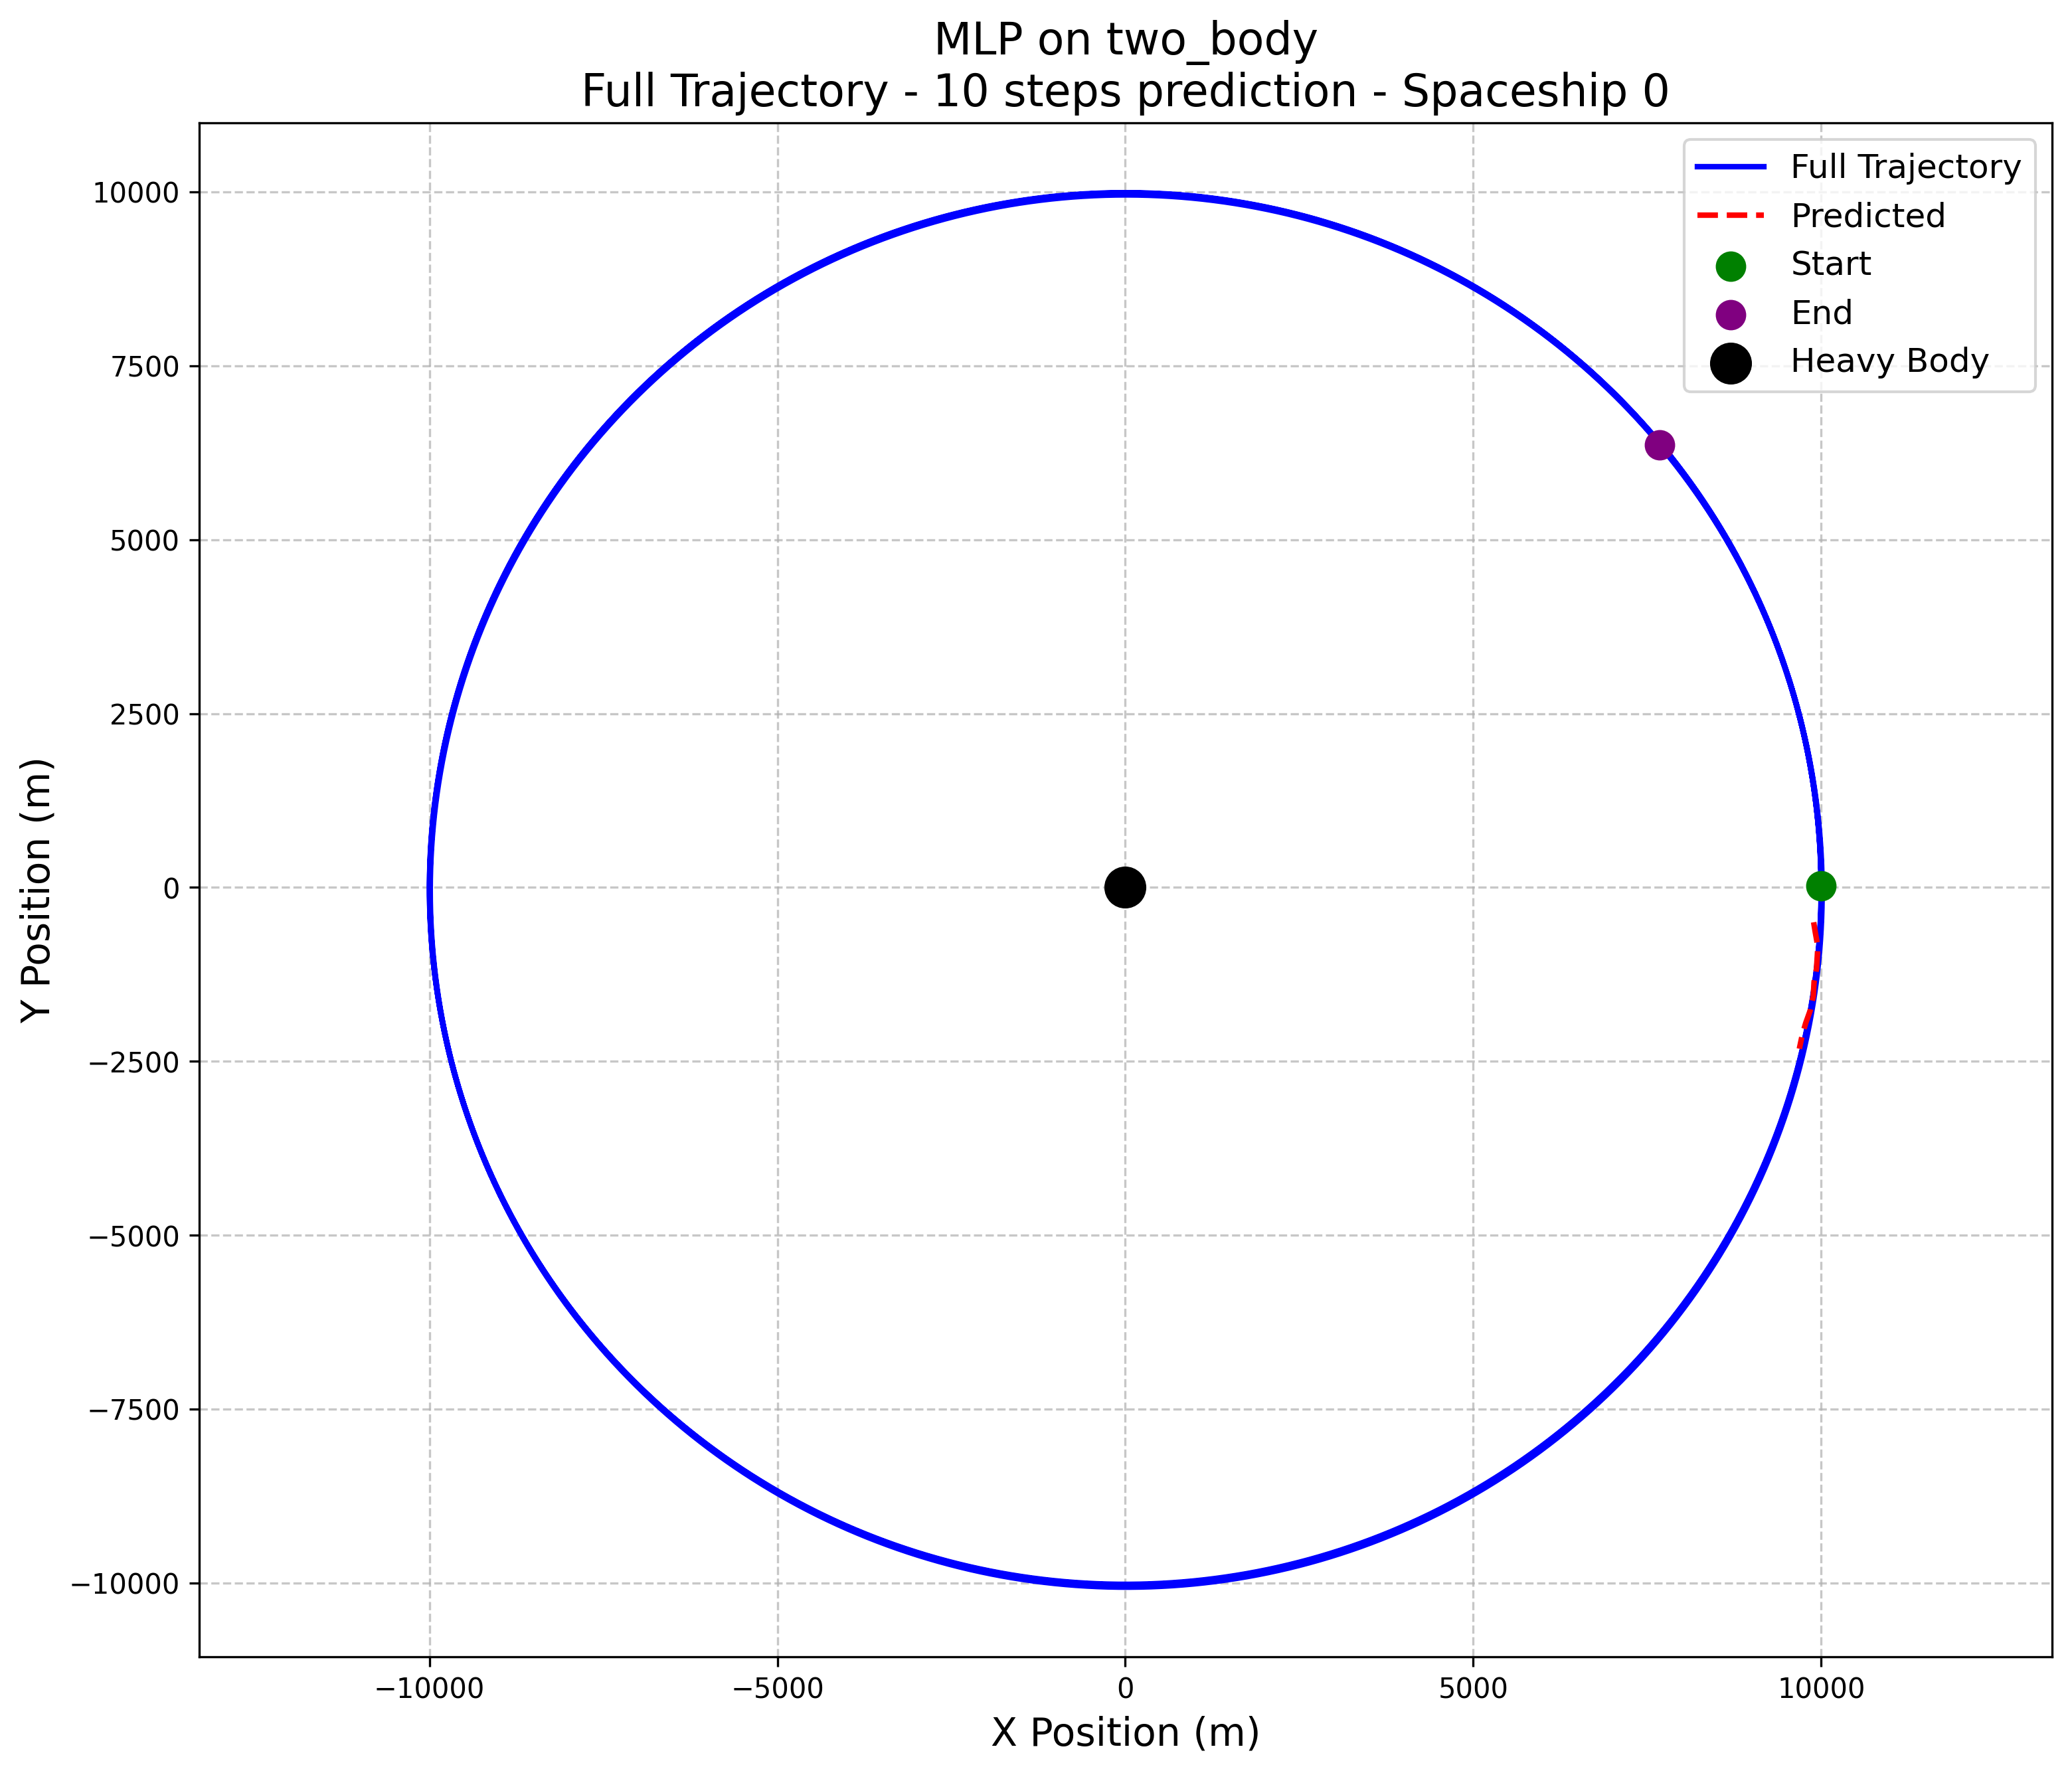 MLP on two_body
Full Trajectory - 10 steps prediction - Spaceship 0
Full Trajectory
Predicted
Start
End
Heavy Body
10000
7500
5000
2500
0
−2500
−5000
−7500
−10000
Y Position (m)
−10000
−5000
0
5000
10000
X Position (m)